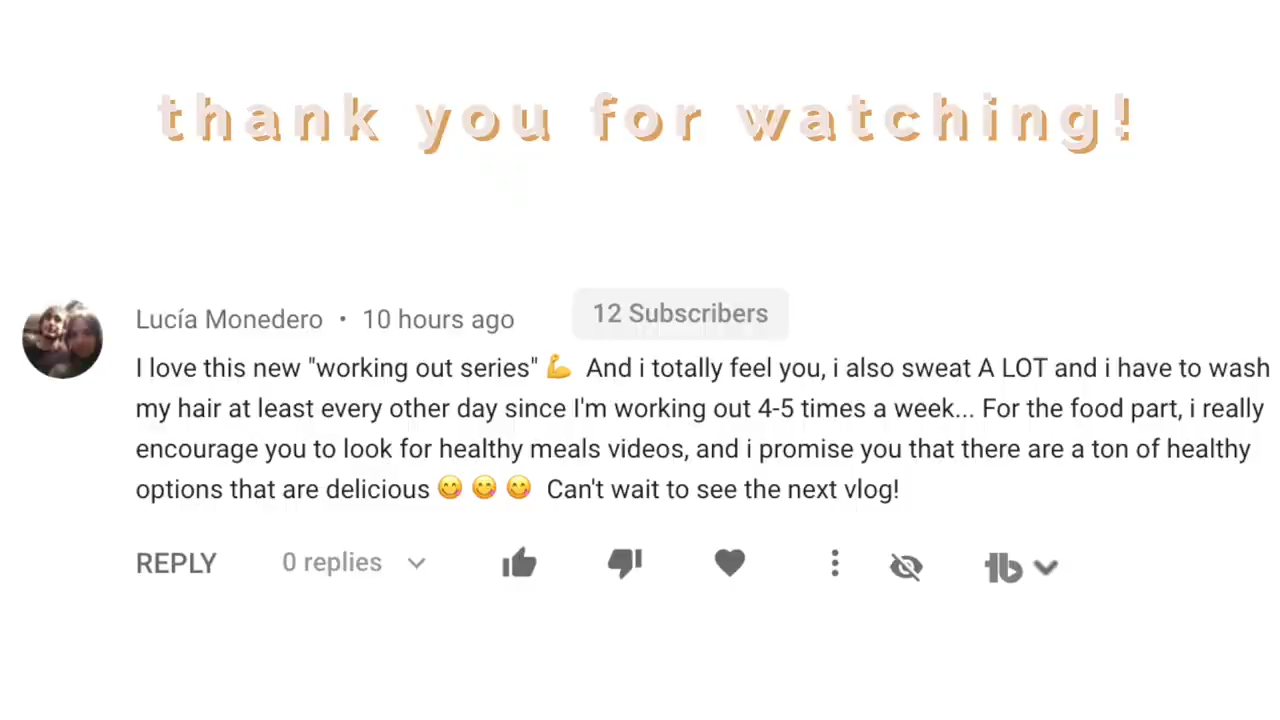 thank you for watching!
Lucía Monedero • 10 hours ago 12 Subscribers
I love this new "working out series" 💪 And i totally feel you, i also sweat A LOT and i have to wash
my hair at least every other day since I'm working out 4-5 times a week... For the food part, i really
encourage you to look for healthy meals videos, and i promise you that there are a ton of healthy
options that are delicious 😋 😋 😋 Can't wait to see the next vlog!
REPLY 0 replies tb